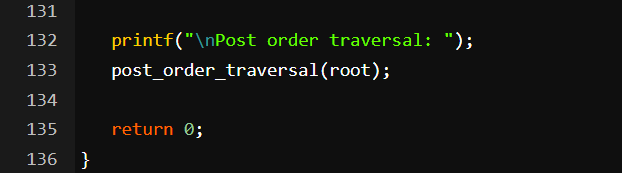 131
132 printf("\nPost order traversal: ");
133 post_order_traversal(root);
134
135 return 0;
136 }